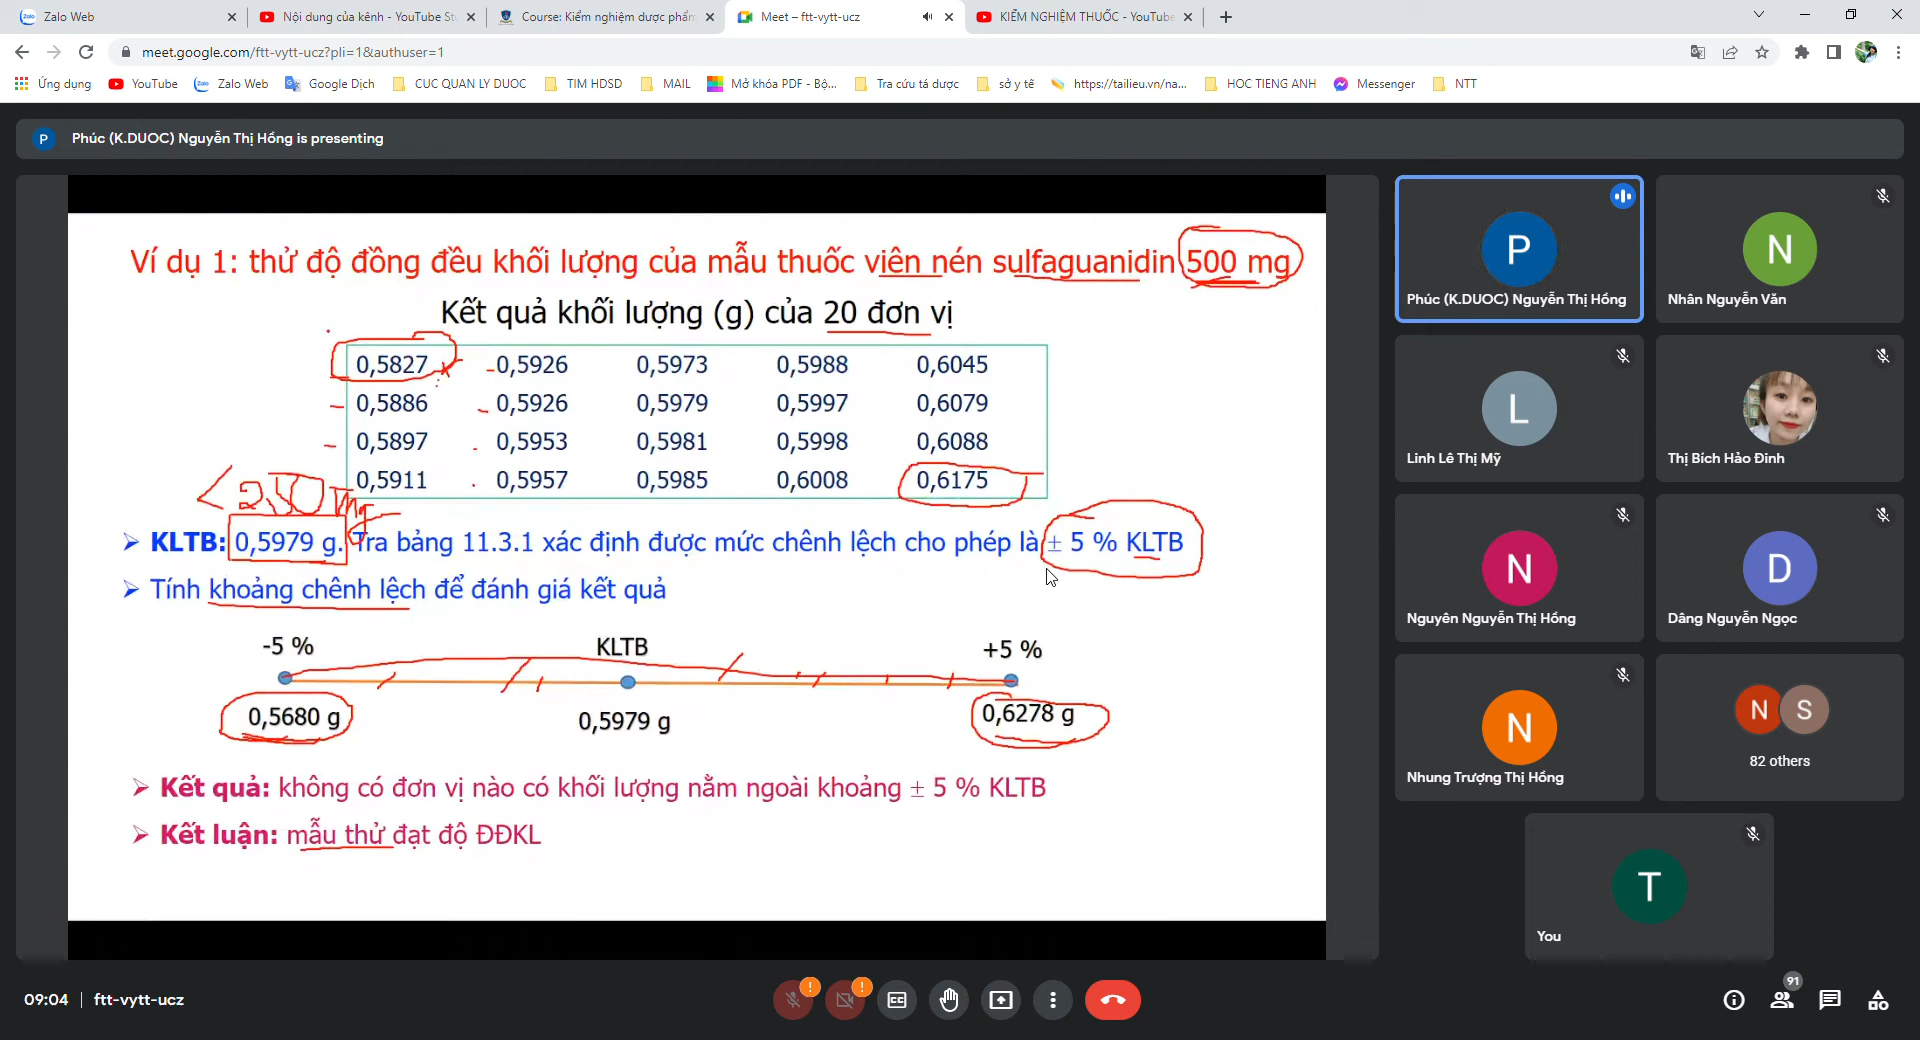 Zalo Web
Nội dung của kênh - YouTube St
Course: Kiểm nghiệm dược phẩm
Meet – ftt-vytt-ucz
KIỂM NGHIỆM THUỐC - YouTube
meet.google.com/ftt-vytt-ucz?pli=1&authuser=1
Ứng dụng YouTube Zalo Web Google Dịch CUC QUAN LY DUOC TIM HDSD MAIL Mở khóa PDF - Bộ... Tra cứu tá dược sở y tế https://tailieu.vn/na... HOC TIENG ANH Messenger NTT
P Phúc (K.DUOC) Nguyễn Thị Hồng is presenting
Ví dụ 1: thử độ đồng đều khối lượng của mẫu thuốc viên nén sulfaguanidin 500 mg
Kết quả khối lượng (g) của 20 đơn vị
0,5827 0,5926 0,5973 0,5988 0,6045
0,5886 0,5926 0,5979 0,5997 0,6079
0,5897 0,5953 0,5981 0,5998 0,6088
0,5911 0,5957 0,5985 0,6008 0,6175
< 250 mg
➢ KLTB: 0,5979 g. Tra bảng 11.3.1 xác định được mức chênh lệch cho phép là ± 5 % KLTB
➢ Tính khoảng chênh lệch để đánh giá kết quả
-5 % KLTB +5 %
0,5680 g 0,5979 g 0,6278 g
➢ Kết quả: không có đơn vị nào có khối lượng nằm ngoài khoảng ± 5 % KLTB
➢ Kết luận: mẫu thử đạt độ ĐĐKL
P
Phúc (K.DUOC) Nguyễn Thị Hồng
N
Nhân Nguyễn Văn
L
Linh Lê Thị Mỹ
Thị Bích Hảo Đinh
N
Nguyên Nguyễn Thị Hồng
D
Dâng Nguyễn Ngọc
N
Nhung Trượng Thị Hồng
N S
82 others
T
You
09:04 | ftt-vytt-ucz
91